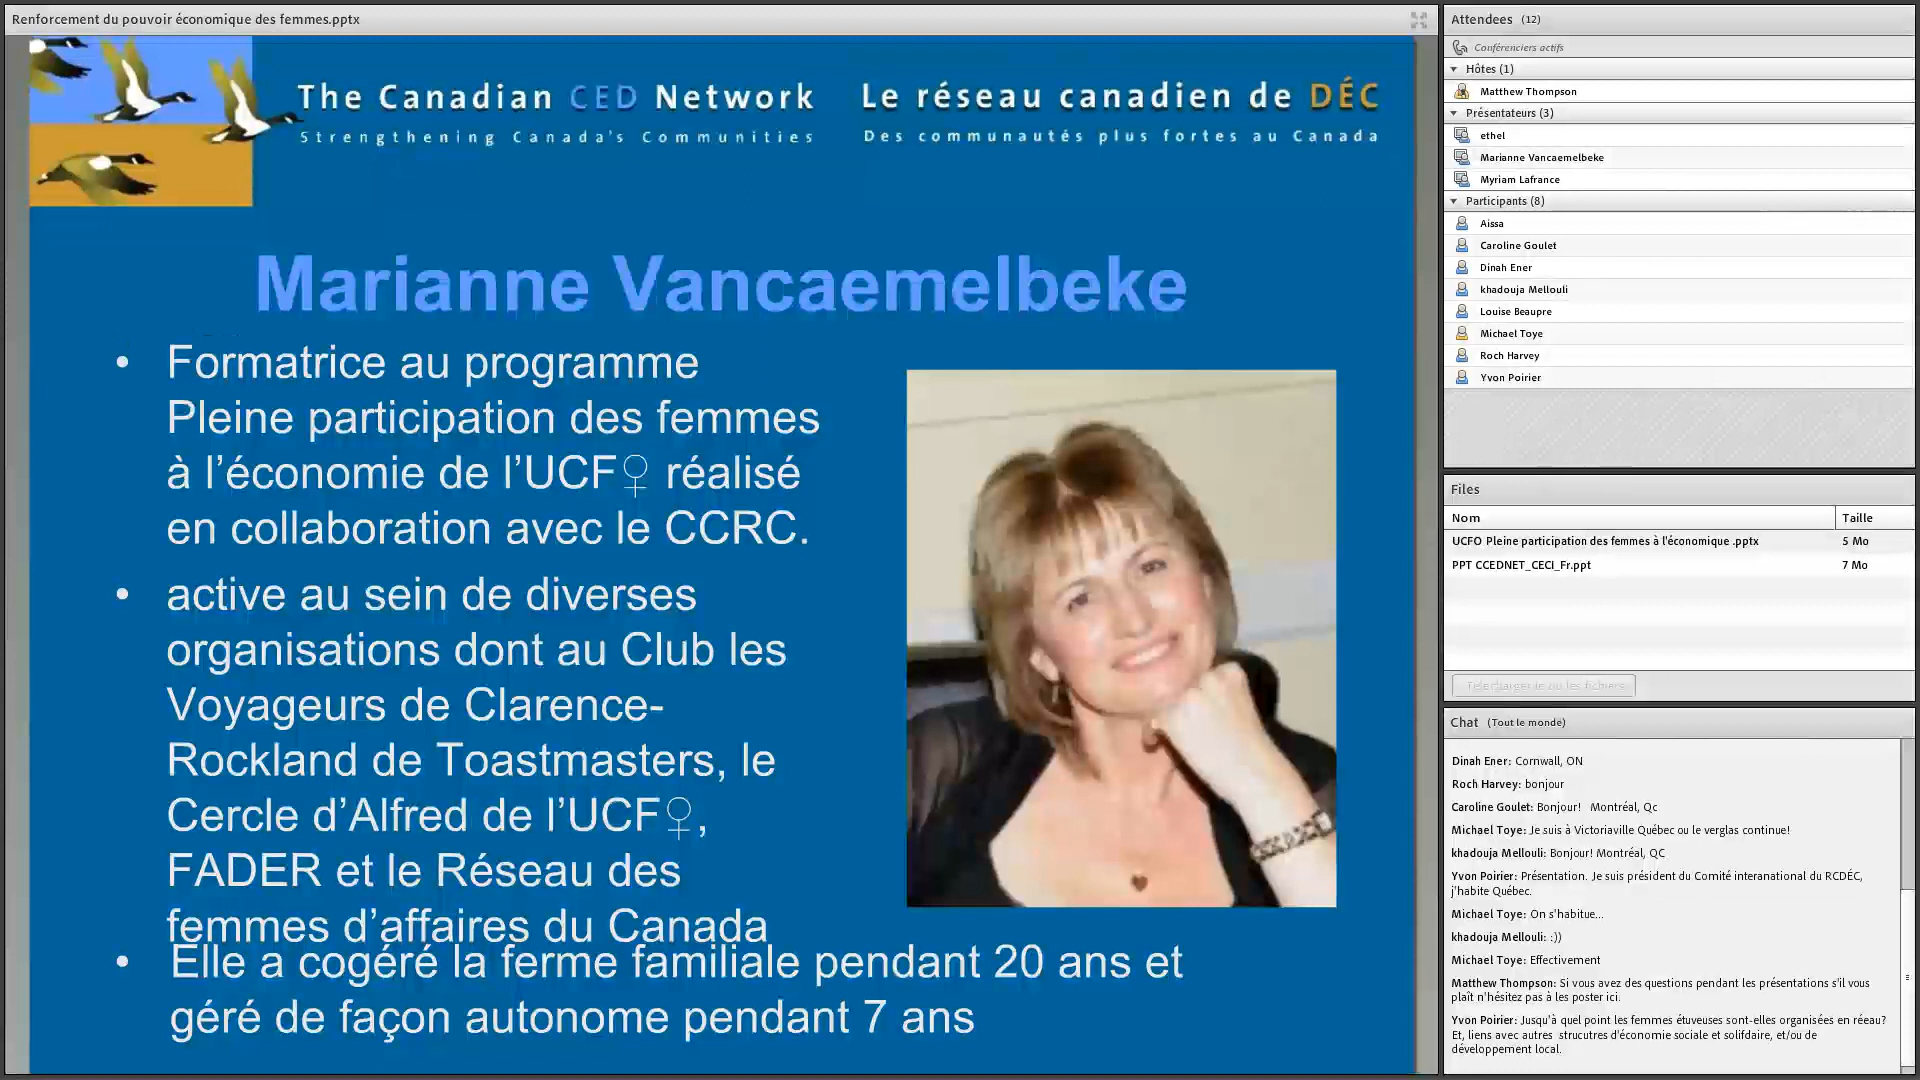 Renforcement du pouvoir économique des femmes.pptx
The Canadian CED Network
Strengthening Canada's Communities
Le réseau canadien de DÉC
Des communautés plus fortes au Canada
Marianne Vancaemelbeke
• Formatrice au programme
Pleine participation des femmes
à l’économie de l’UCF♀ réalisé
en collaboration avec le CCRC.
• active au sein de diverses
organisations dont au Club les
Voyageurs de Clarence-
Rockland de Toastmasters, le
Cercle d’Alfred de l’UCF♀,
FADER et le Réseau des
femmes d’affaires du Canada
• Elle a cogéré la ferme familiale pendant 20 ans et
géré de façon autonome pendant 7 ans
Attendees (12)
Conférenciers actifs
Hôtes (1)
Matthew Thompson
Présentateurs (3)
ethel
Marianne Vancaemelbeke
Myriam Lafrance
Participants (8)
Aissa
Caroline Goulet
Dinah Ener
khadouja Mellouli
Louise Beaupre
Michael Toye
Roch Harvey
Yvon Poirier
Files
Nom Taille
UCFO Pleine participation des femmes à l'économique .pptx 5 Mo
PPT CCEDNET_CECI_Fr.ppt 7 Mo
Télécharger le ou les fichiers
Chat (Tout le monde)
Dinah Ener: Cornwall, ON
Roch Harvey: bonjour
Caroline Goulet: Bonjour! Montréal, Qc
Michael Toye: Je suis à Victoriaville Québec ou le verglas continue!
khadouja Mellouli: Bonjour! Montréal, QC
Yvon Poirier: Présentation. Je suis président du Comité interanational du RCDÉC,
j'habite Québec.
Michael Toye: On s'habitue...
khadouja Mellouli: :))
Michael Toye: Effectivement
Matthew Thompson: Si vous avez des questions pendant les présentations s'il vous
plaît n'hésitez pas à les poster ici.
Yvon Poirier: Jusqu'à quel point les femmes étuveuses sont-elles organisées en réeau?
Et, liens avec autres strucutres d'économie sociale et solifdaire, et/ou de
développement local.